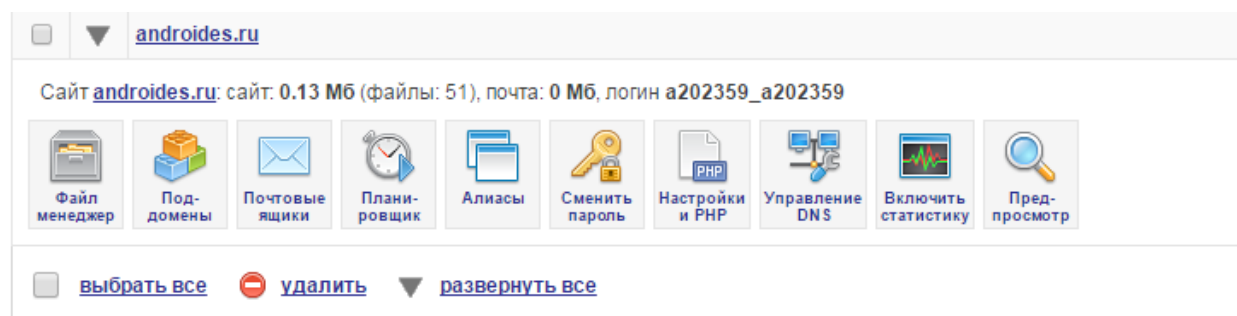 androides.ru
Сайт androides.ru: сайт: 0.13 Мб (файлы: 51), почта: 0 Мб, логин a202359_a202359
Файл менеджер
Под-домены
Почтовые ящики
Плани-ровщик
Алиасы
Сменить пароль
PHP
Настройки и PHP
Управление DNS
Включить статистику
Пред-просмотр
выбрать все удалить развернуть все